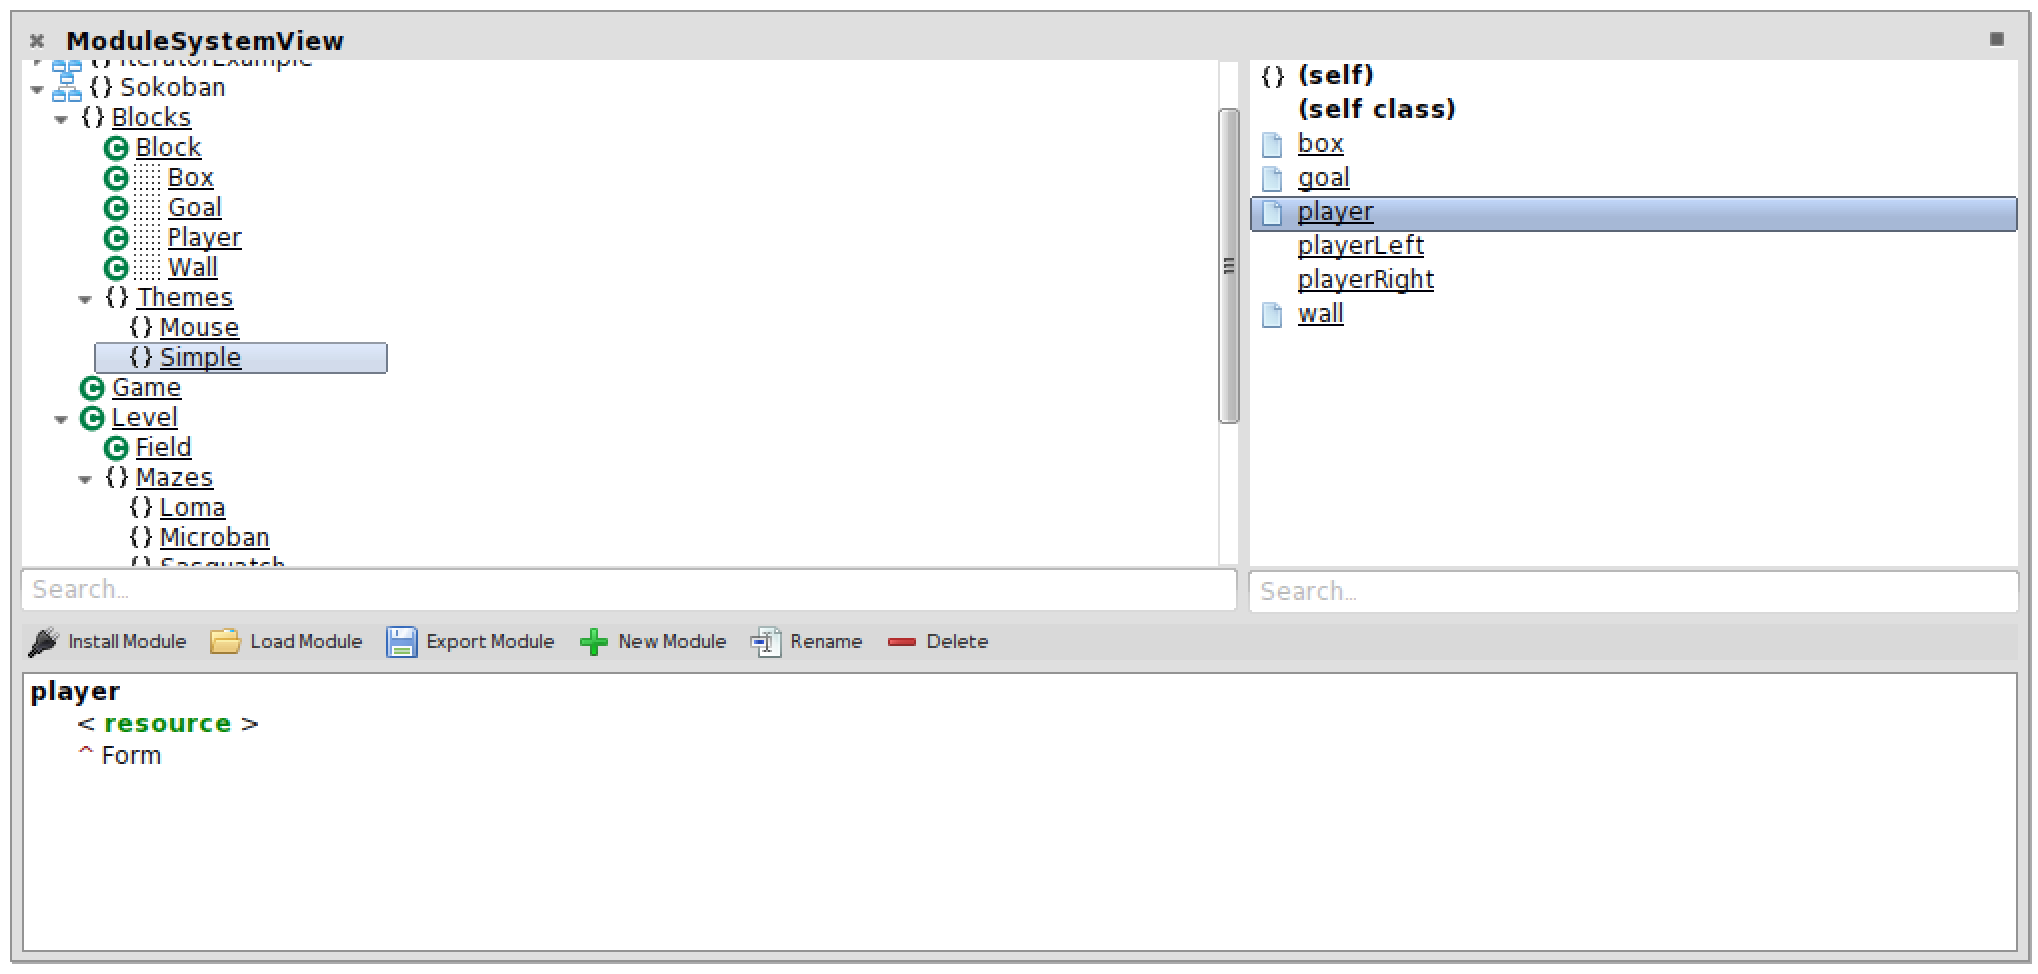 ModuleSystemView
{} IteratorExample
{} Sokoban
{} Blocks
C Block
C Box
C Goal
C Player
C Wall
{} Themes
{} Mouse
{} Simple
C Game
C Level
C Field
{} Mazes
{} Loma
{} Microban
{} Sasquatch
Search...
{} (self)
(self class)
box
goal
player
playerLeft
playerRight
wall
Search...
Install Module Load Module Export Module New Module Rename Delete
player
< resource >
^ Form